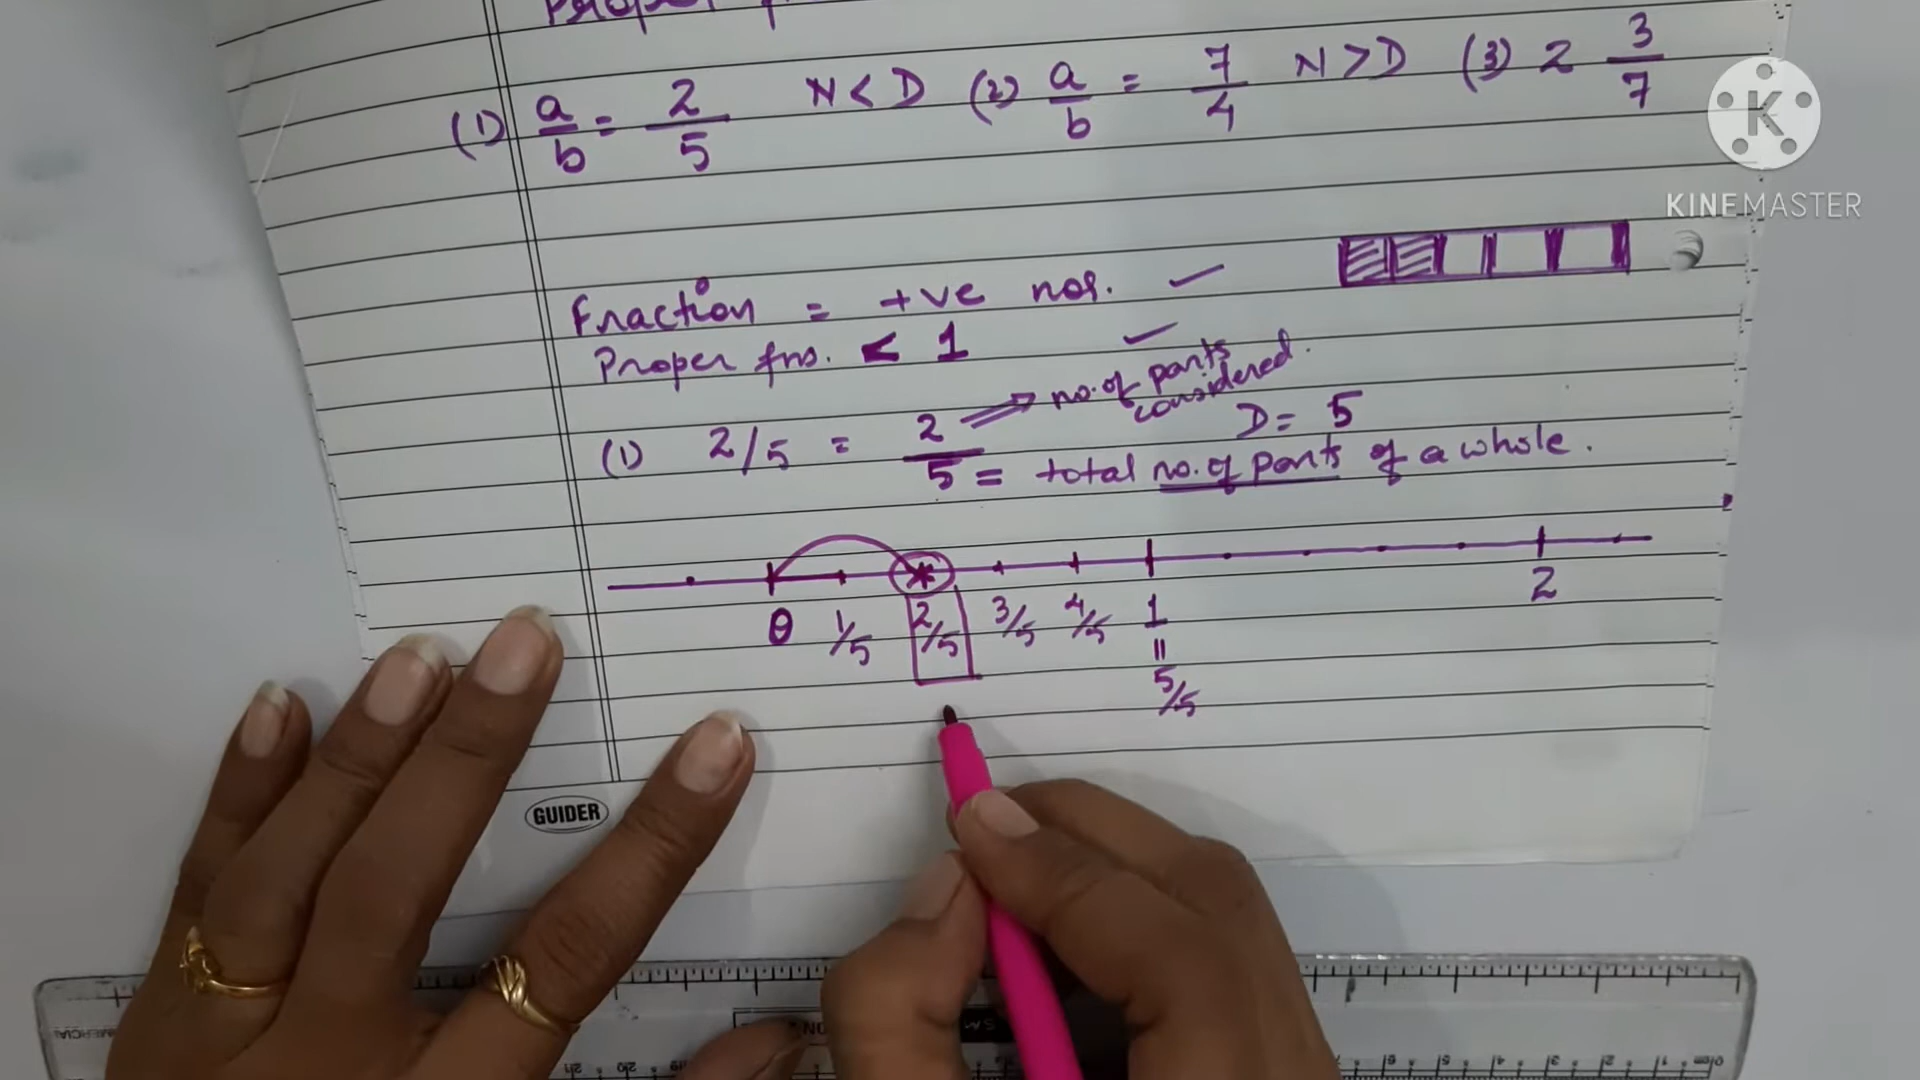 Proper
(1) a/b = 2/5 N < D (2) a/b = 7/4 N > D (3) 2 3/7
KINEMASTER
Fraction = +ve nos.
Proper frns. < 1
no. of parts
considered.
D = 5
(1) 2/5 = 2/5 = total no. of parts of a whole.
0 1/5 2/5 3/5 4/5 1 2
=
5/5
GUIDER